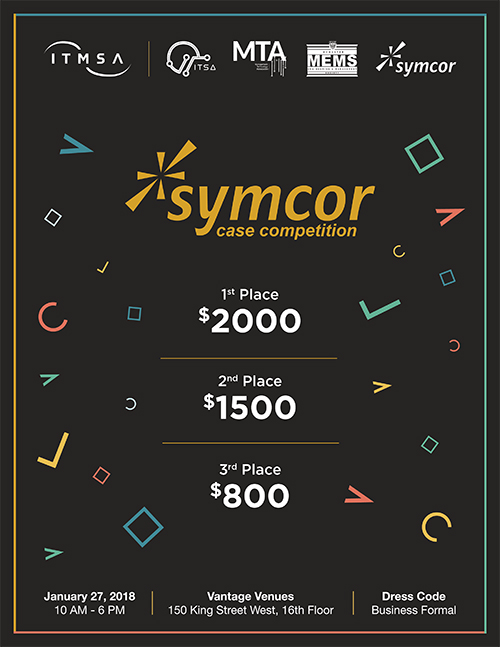 ITMSA
ITSA
MTA
MEMS
symcor
symcor
case competition
1st Place
$2000
2nd Place
$1500
3rd Place
$800
January 27, 2018
10 AM - 6 PM
Vantage Venues
150 King Street West, 16th Floor
Dress Code
Business Formal